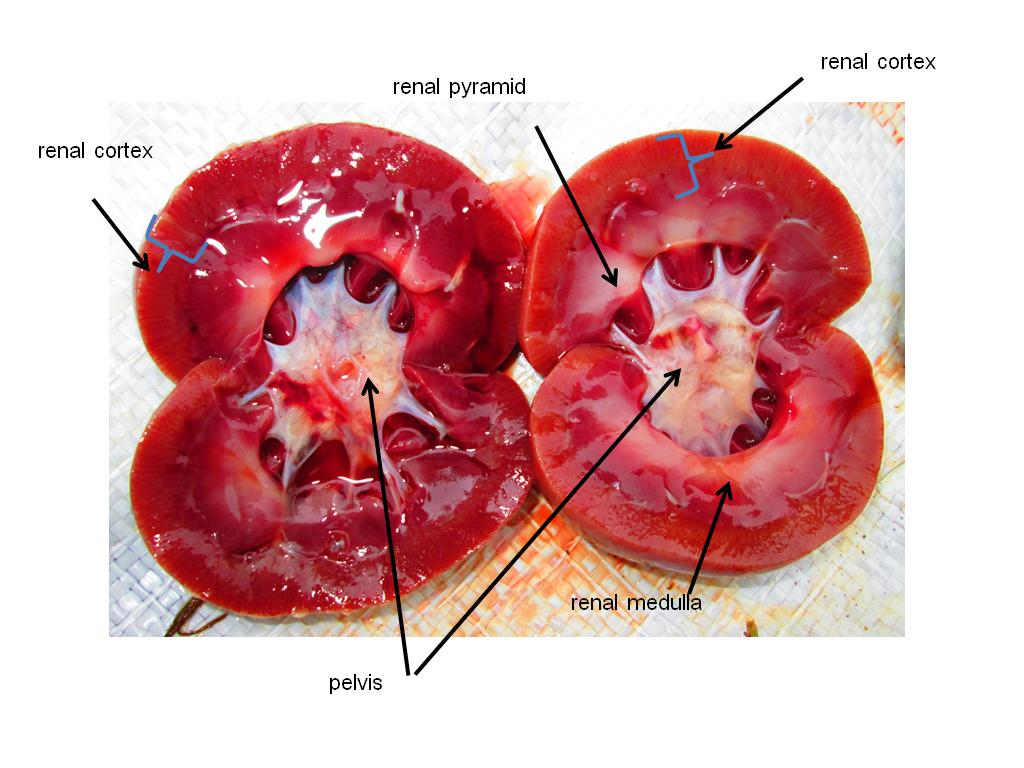 renal cortex
renal pyramid
renal cortex
renal medulla
pelvis